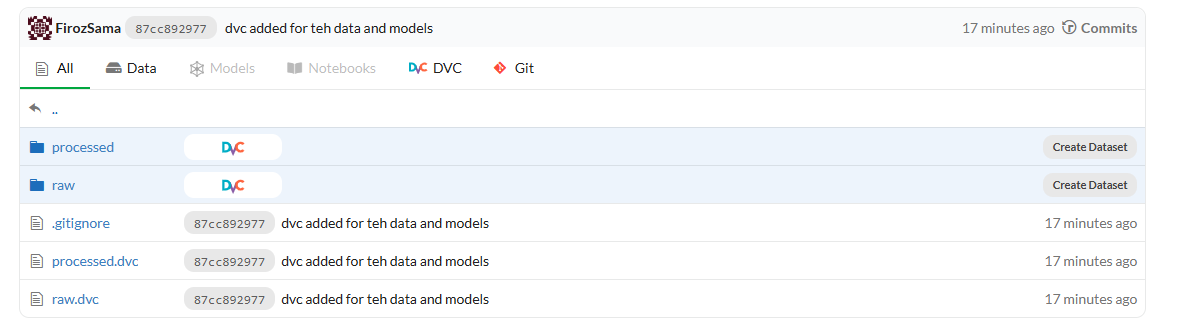 FirozSama 87cc892977 dvc added for teh data and models 17 minutes ago Commits
All Data Models Notebooks DVC DVC Git
..
processed DVC Create Dataset
raw DVC Create Dataset
.gitignore 87cc892977 dvc added for teh data and models 17 minutes ago
processed.dvc 87cc892977 dvc added for teh data and models 17 minutes ago
raw.dvc 87cc892977 dvc added for teh data and models 17 minutes ago